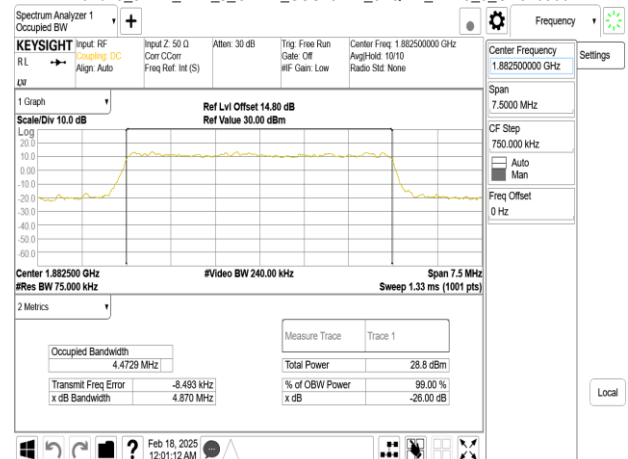 Spectrum Analyzer 1
Occupied BW
Frequency
KEYSIGHT
RL
Input: RF
Coupling: DC
Align: Auto
Input Z: 50 Ω
Corr CCorr
Freq Ref: Int (S)
Atten: 30 dB
Trig: Free Run
Gate: Off
#IF Gain: Low
Center Freq: 1.882500000 GHz
Avg|Hold: 10/10
Radio Std: None
Center Frequency
1.882500000 GHz
Settings
Span
7.5000 MHz
CF Step
750.000 kHz
Auto
Man
Freq Offset
0 Hz
1 Graph
Scale/Div 10.0 dB
Ref Lvl Offset 14.80 dB
Ref Value 30.00 dBm
Log
20.0
10.0
0.00
-10.0
-20.0
-30.0
-40.0
-50.0
-60.0
Center 1.882500 GHz
#Video BW 240.00 kHz
Span 7.5 MHz
#Res BW 75.000 kHz
Sweep 1.33 ms (1001 pts)
2 Metrics
Measure Trace
Trace 1
Occupied Bandwidth
4.4729 MHz
Total Power
28.8 dBm
Transmit Freq Error
-8.493 kHz
% of OBW Power
99.00 %
x dB Bandwidth
4.870 MHz
x dB
-26.00 dB
Local
?
Feb 18, 2025
12:01:12 AM